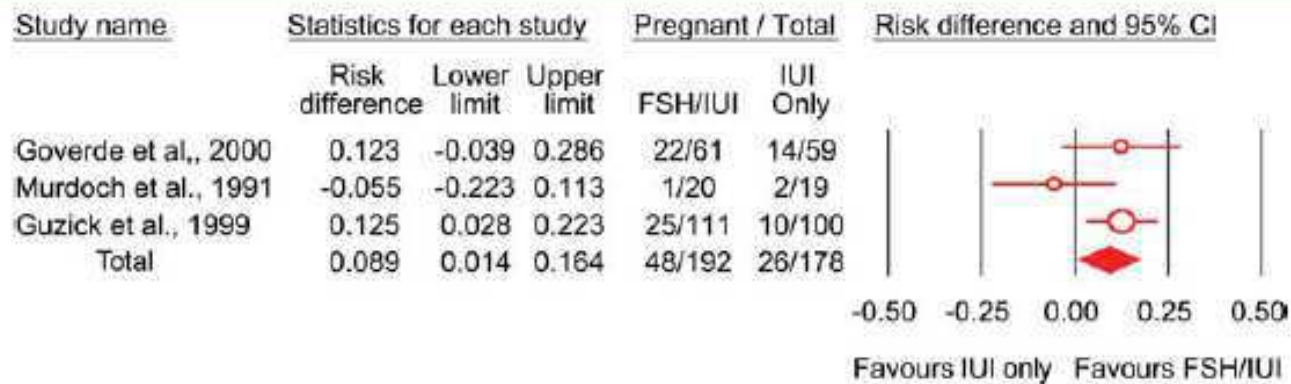 Study name Statistics for each study Pregnant / Total Risk difference and 95% CI
Risk difference Lower limit Upper limit FSH/IUI IUI Only
Goverde et al,, 2000 0.123 -0.039 0.286 22/61 14/59
Murdoch et al., 1991 -0.055 -0.223 0.113 1/20 2/19
Guzick et al., 1999 0.125 0.028 0.223 25/111 10/100
Total 0.089 0.014 0.164 48/192 26/178
-0.50 -0.25 0.00 0.25 0.50
Favours IUI only Favours FSH/IUI